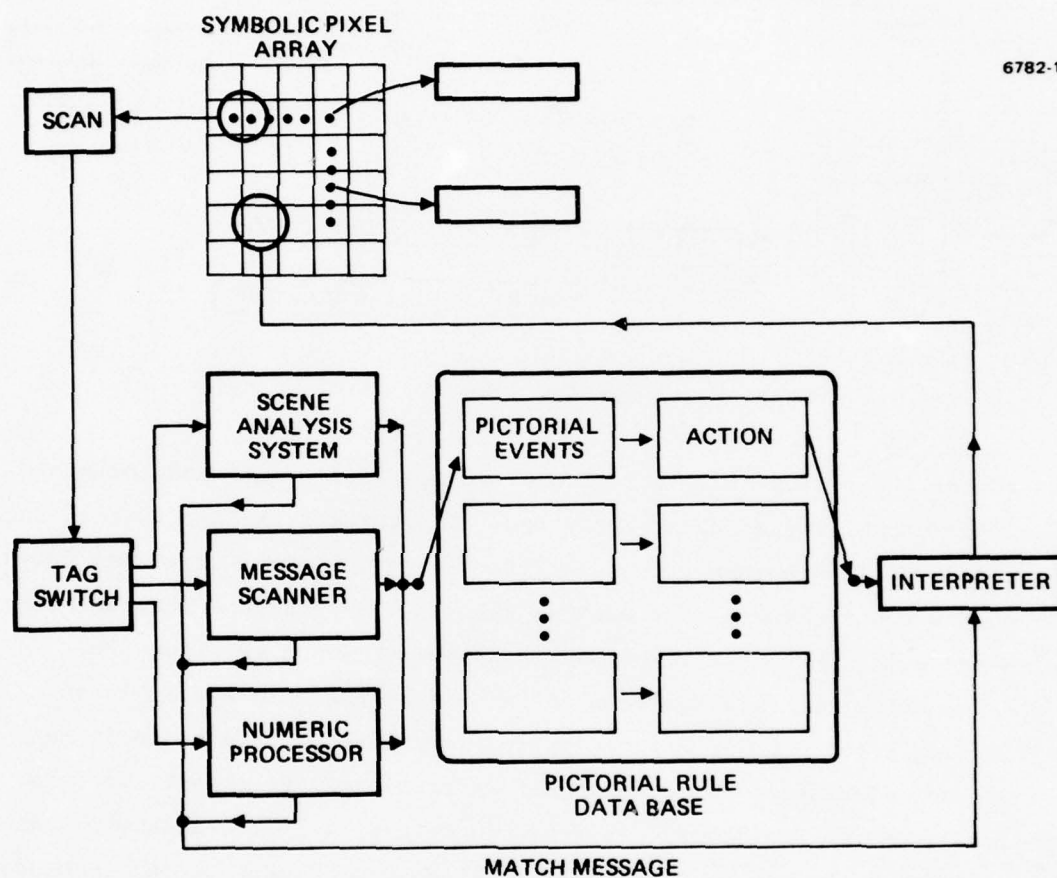 SYMBOLIC PIXEL
ARRAY
6782-1
SCAN
SCENE
ANALYSIS
SYSTEM
PICTORIAL
EVENTS
ACTION
TAG
SWITCH
MESSAGE
SCANNER
INTERPRETER
NUMERIC
PROCESSOR
PICTORIAL RULE
DATA BASE
MATCH MESSAGE